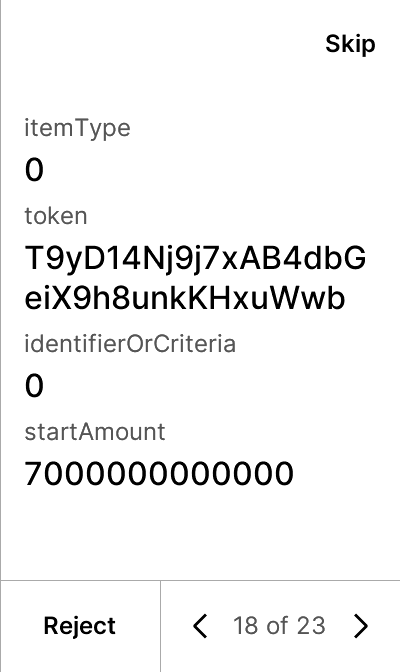 Skip
itemType
0
token
T9yD14Nj9j7xAB4dbG
eiX9h8unkKHxuWwb
identifierOrCriteria
0
startAmount
7000000000000
Reject
18 of 23